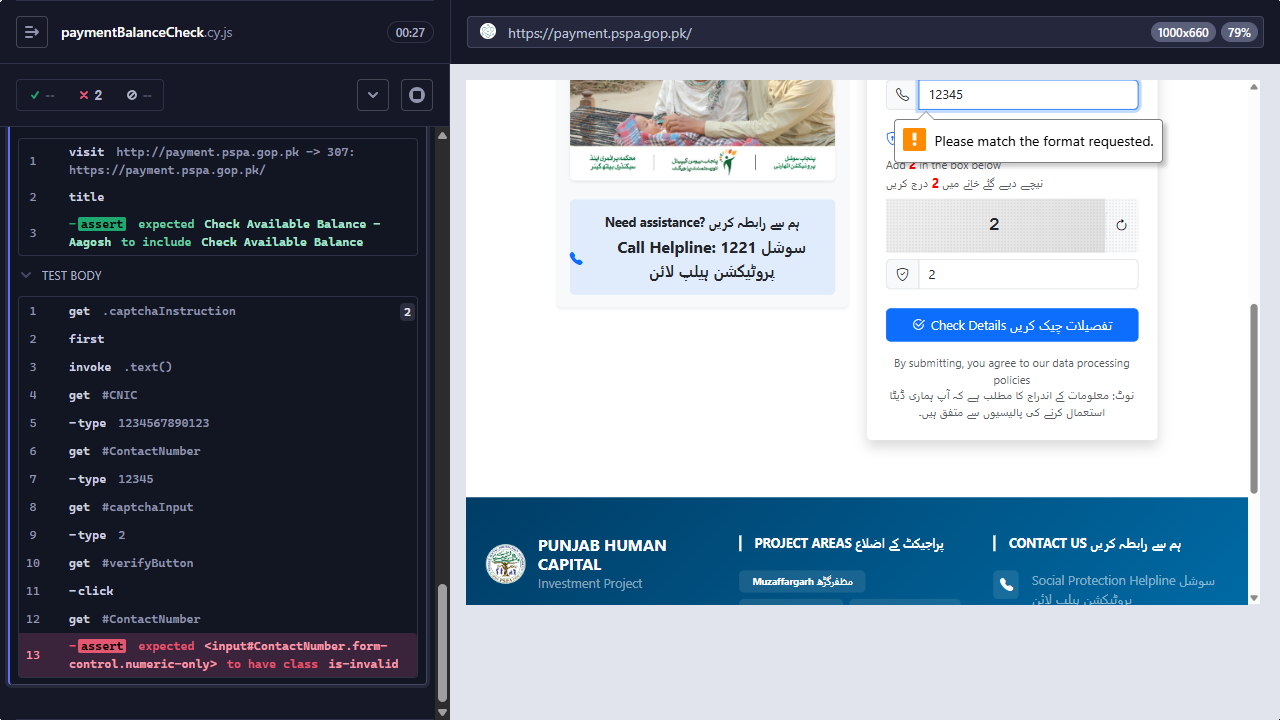 paymentBalanceCheck.cy.js
00:27
--
2
--
1 visit http://payment.pspa.gop.pk -> 307:
https://payment.pspa.gop.pk/
2 title
3 -assert expected Check Available Balance -
Aagosh to include Check Available Balance
TEST BODY
1 get .captchaInstruction 2
2 first
3 invoke .text()
4 get #CNIC
5 -type 1234567890123
6 get #ContactNumber
7 -type 12345
8 get #captchaInput
9 -type 2
10 get #verifyButton
11 -click
12 get #ContactNumber
13 -assert expected <input#ContactNumber.form-
control.numeric-only> to have class is-invalid
https://payment.pspa.gop.pk/
1000x660
79%
Need assistance? ہم سے رابطہ کریں
Call Helpline: 1221 سوشل
پروٹیکشن ہیلپ لائن
12345
Please match the format requested.
Add 2 in the box below
نیچے دیے گئے خانے میں 2 درج کریں
2
2
Check Details تفصیلات چیک کریں
By submitting, you agree to our data processing
policies
نوٹ: معلومات کے اندراج کا مطلب ہے کہ آپ ہماری ڈیٹا
استعمال کرنے کی پالیسیوں سے متفق ہیں۔
PUNJAB HUMAN
CAPITAL
Investment Project
PROJECT AREAS پراجیکٹ کے اضلاع
Muzaffargarh مظفرگڑھ
CONTACT US ہم سے رابطہ کریں
Social Protection Helpline سوشل
پروٹیکشن ہیلپ لائن